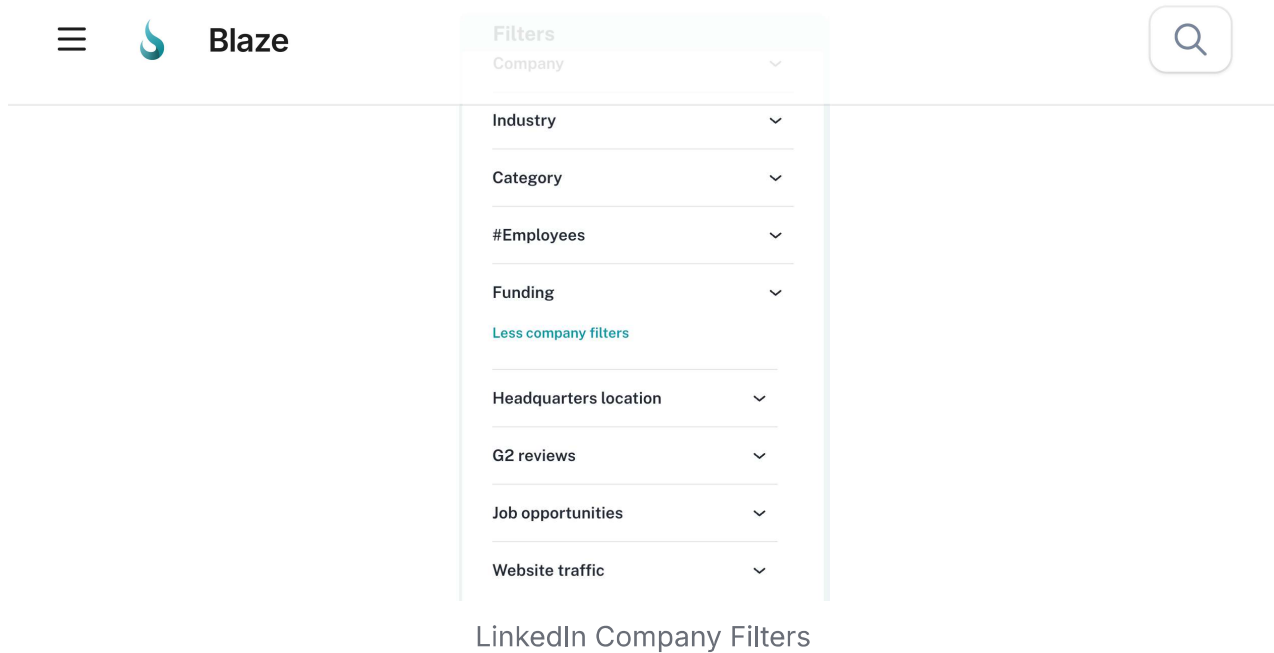 Blaze
Filters
Company
Industry
Category
#Employees
Funding
Less company filters
Headquarters location
G2 reviews
Job opportunities
Website traffic
LinkedIn Company Filters